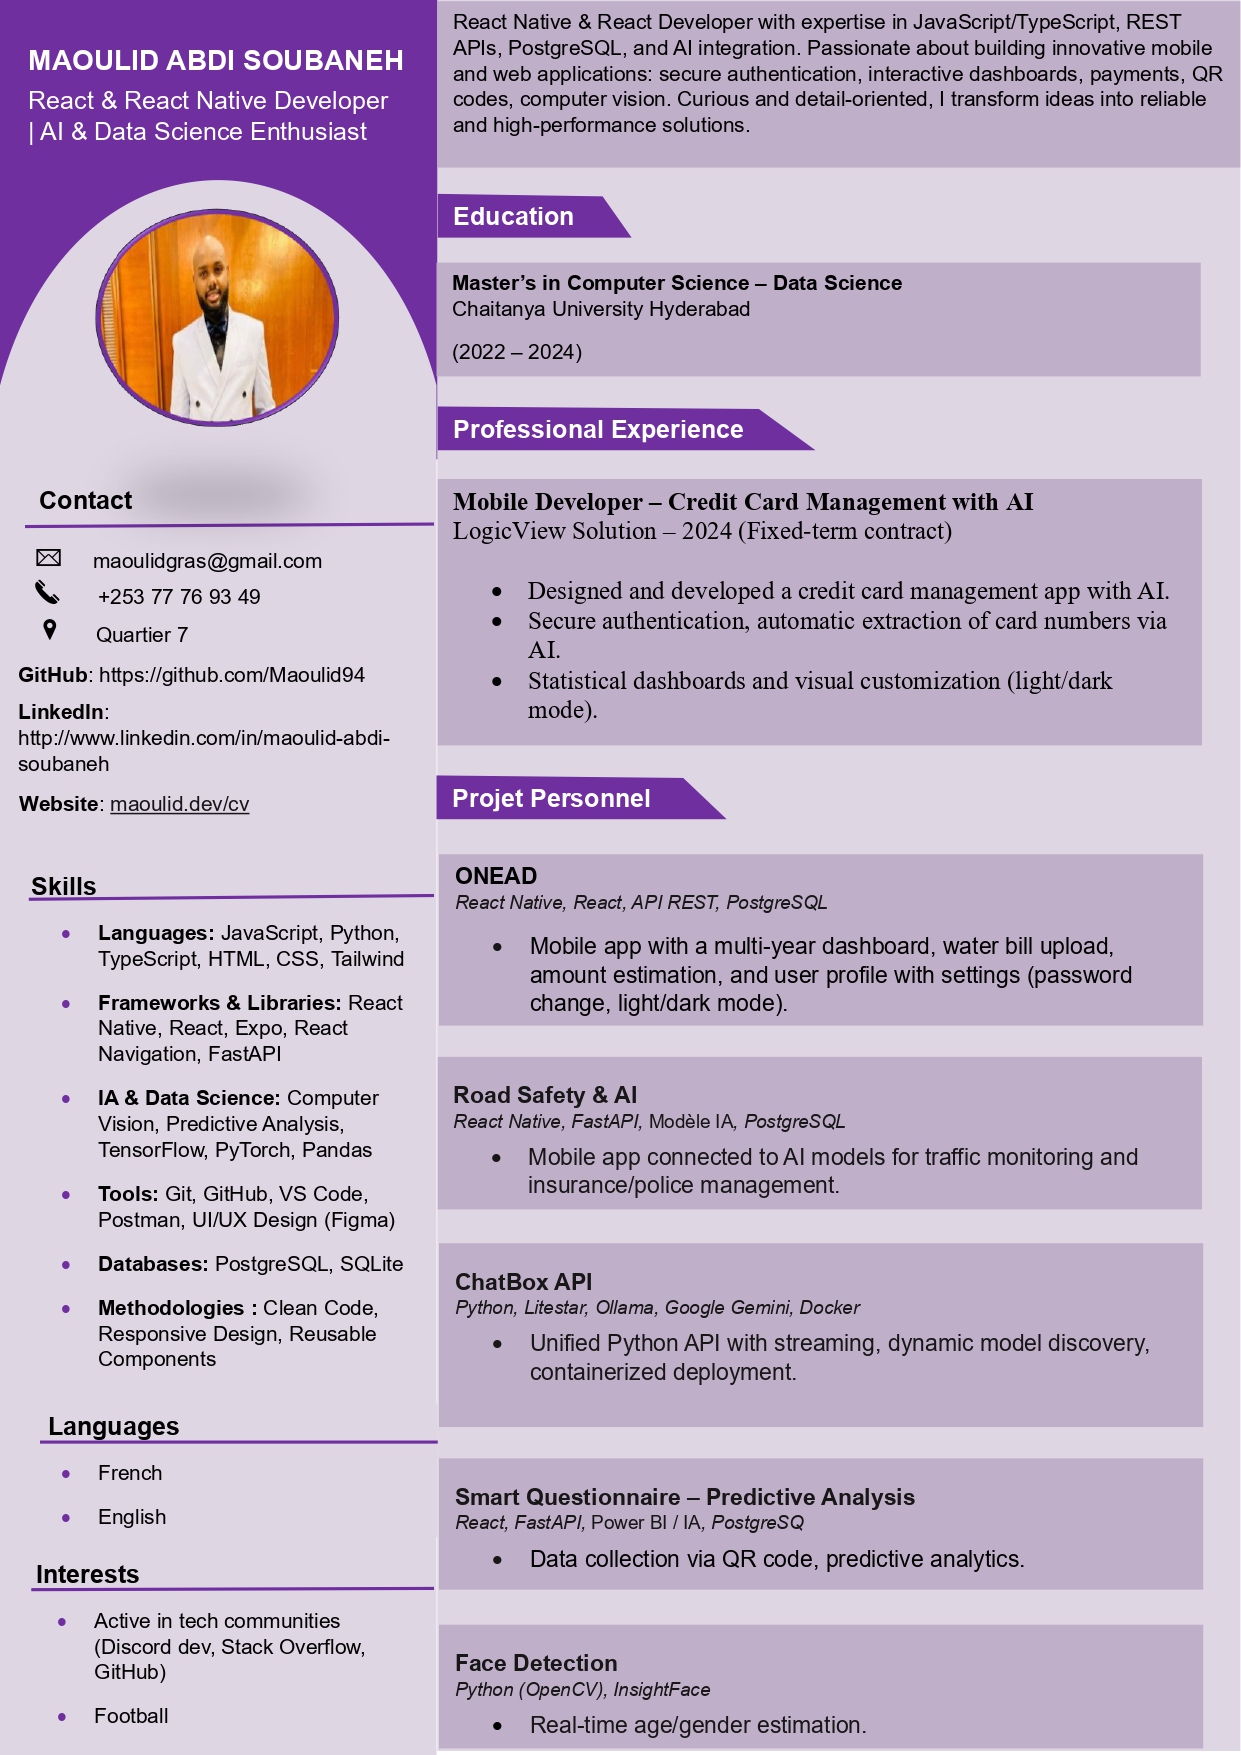 MAOULID ABDI SOUBANEH
React & React Native Developer
| AI & Data Science Enthusiast
Contact
maoulidgras@gmail.com
+253 77 76 93 49
Quartier 7
GitHub: https://github.com/Maoulid94
LinkedIn:
http://www.linkedin.com/in/maoulid-abdi-
soubaneh
Website: maoulid.dev/cv
Skills
• Languages: JavaScript, Python,
TypeScript, HTML, CSS, Tailwind
• Frameworks & Libraries: React
Native, React, Expo, React
Navigation, FastAPI
• IA & Data Science: Computer
Vision, Predictive Analysis,
TensorFlow, PyTorch, Pandas
• Tools: Git, GitHub, VS Code,
Postman, UI/UX Design (Figma)
• Databases: PostgreSQL, SQLite
• Methodologies : Clean Code,
Responsive Design, Reusable
Components
Languages
• French
• English
Interests
• Active in tech communities
(Discord dev, Stack Overflow,
GitHub)
• Football
React Native & React Developer with expertise in JavaScript/TypeScript, REST
APIs, PostgreSQL, and AI integration. Passionate about building innovative mobile
and web applications: secure authentication, interactive dashboards, payments, QR
codes, computer vision. Curious and detail-oriented, I transform ideas into reliable
and high-performance solutions.
Education
Master’s in Computer Science – Data Science
Chaitanya University Hyderabad
(2022 – 2024)
Professional Experience
Mobile Developer – Credit Card Management with AI
LogicView Solution – 2024 (Fixed-term contract)
• Designed and developed a credit card management app with AI.
• Secure authentication, automatic extraction of card numbers via
AI.
• Statistical dashboards and visual customization (light/dark
mode).
Projet Personnel
ONEAD
React Native, React, API REST, PostgreSQL
• Mobile app with a multi-year dashboard, water bill upload,
amount estimation, and user profile with settings (password
change, light/dark mode).
Road Safety & AI
React Native, FastAPI, Modèle IA, PostgreSQL
• Mobile app connected to AI models for traffic monitoring and
insurance/police management.
ChatBox API
Python, Litestar, Ollama, Google Gemini, Docker
• Unified Python API with streaming, dynamic model discovery,
containerized deployment.
Smart Questionnaire – Predictive Analysis
React, FastAPI, Power BI / IA, PostgreSQ
• Data collection via QR code, predictive analytics.
Face Detection
Python (OpenCV), InsightFace
• Real-time age/gender estimation.